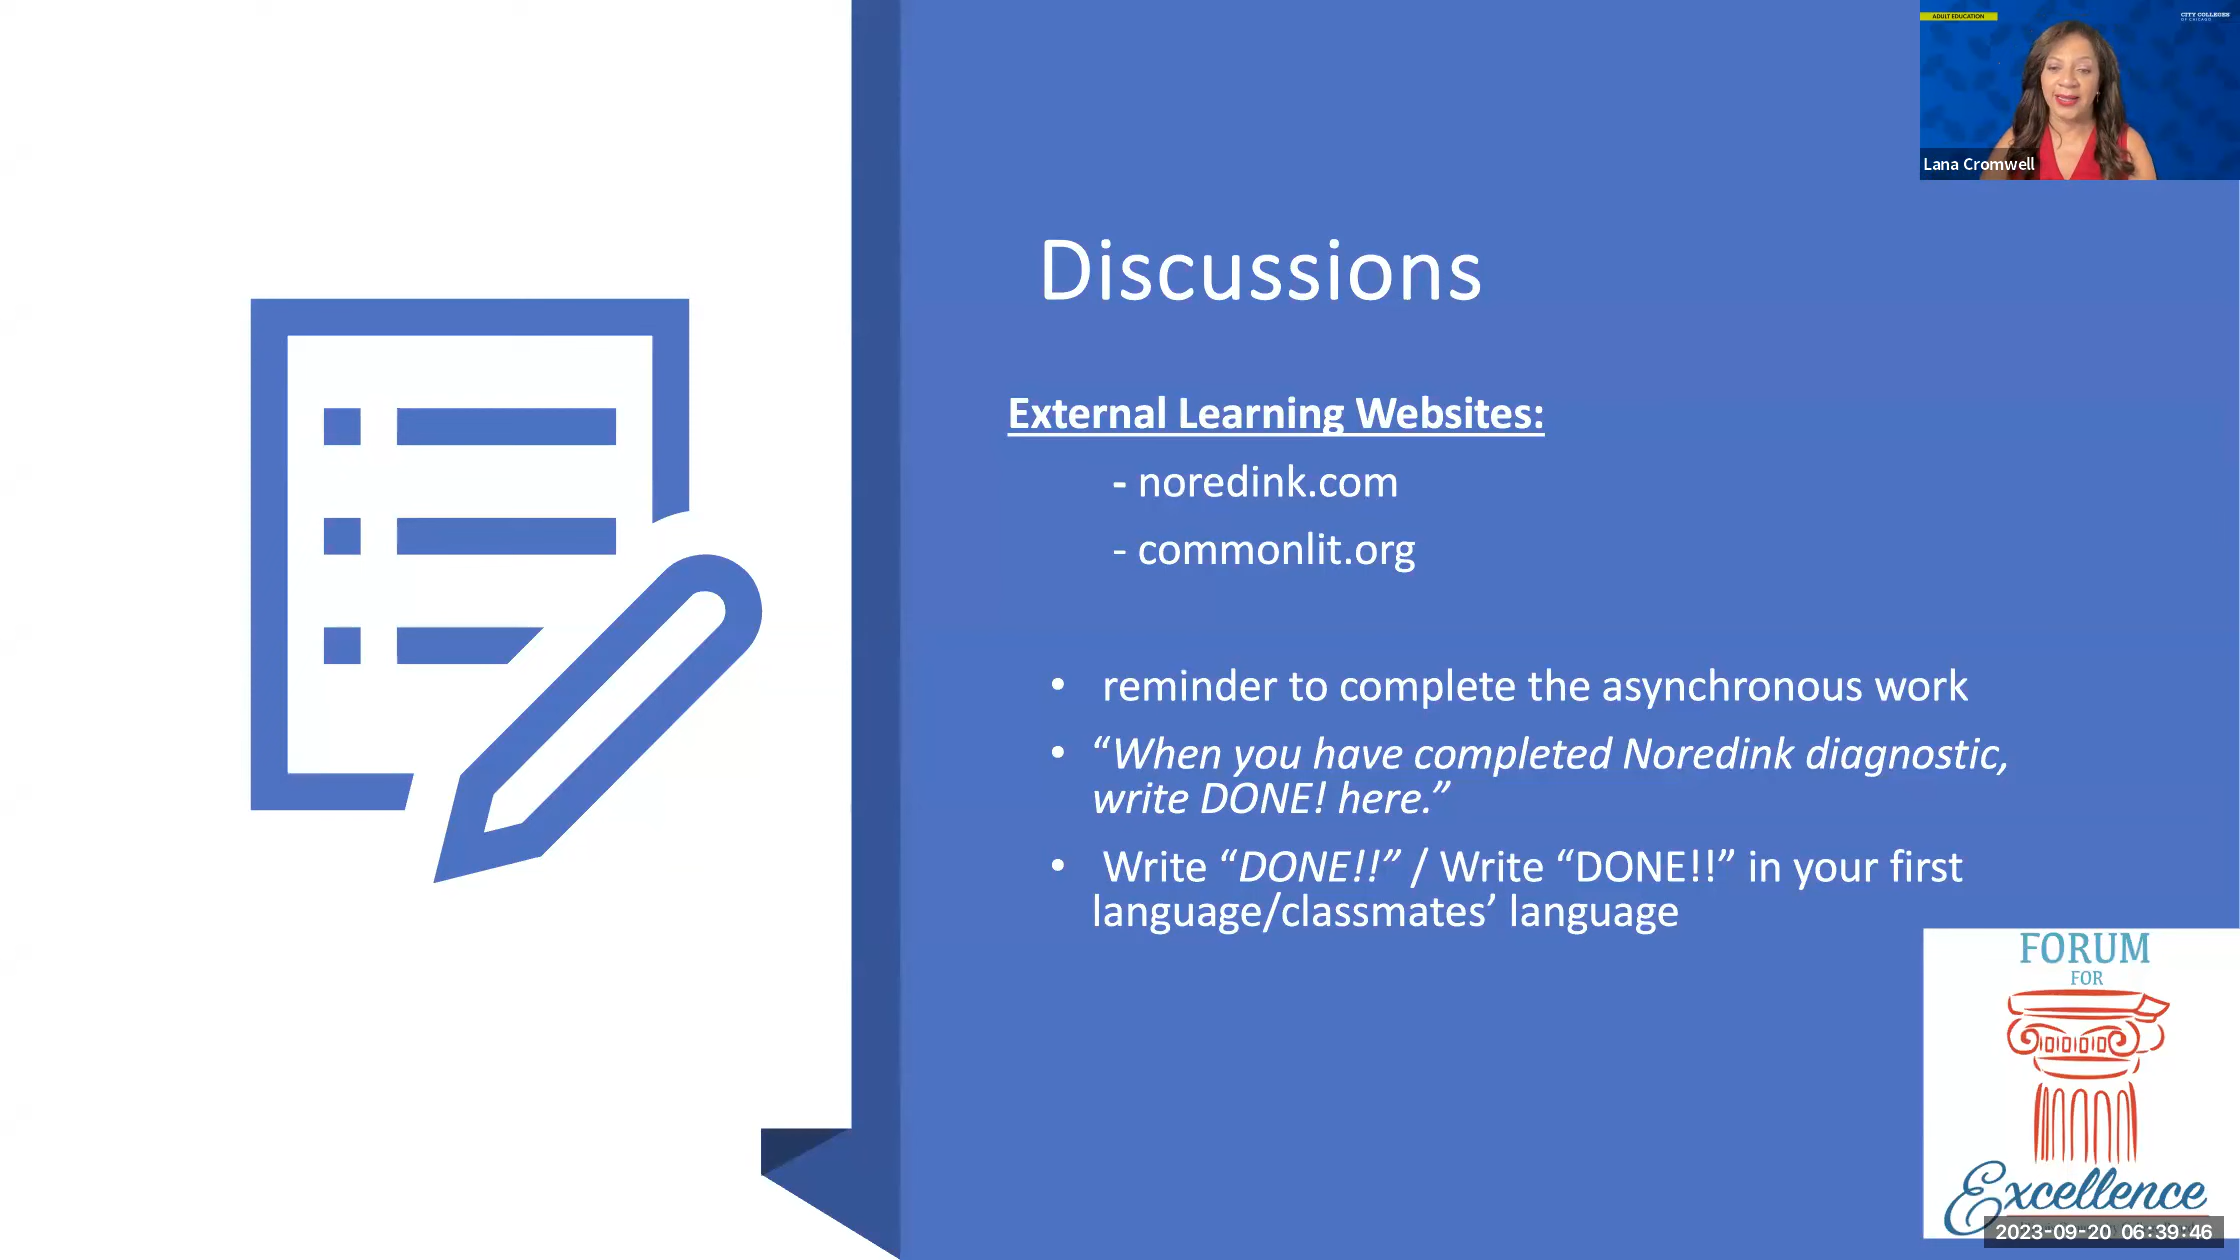 ADULT EDUCATION
CITY COLLEGES
OF CHICAGO
Lana Cromwell
Discussions
External Learning Websites:
- noredink.com
- commonlit.org
• reminder to complete the asynchronous work
• “When you have completed Noredink diagnostic,
write DONE! here.”
• Write “DONE!!” / Write “DONE!!” in your first
language/classmates’ language
FORUM
FOR
Excellence
2023-09-20 06:39:46